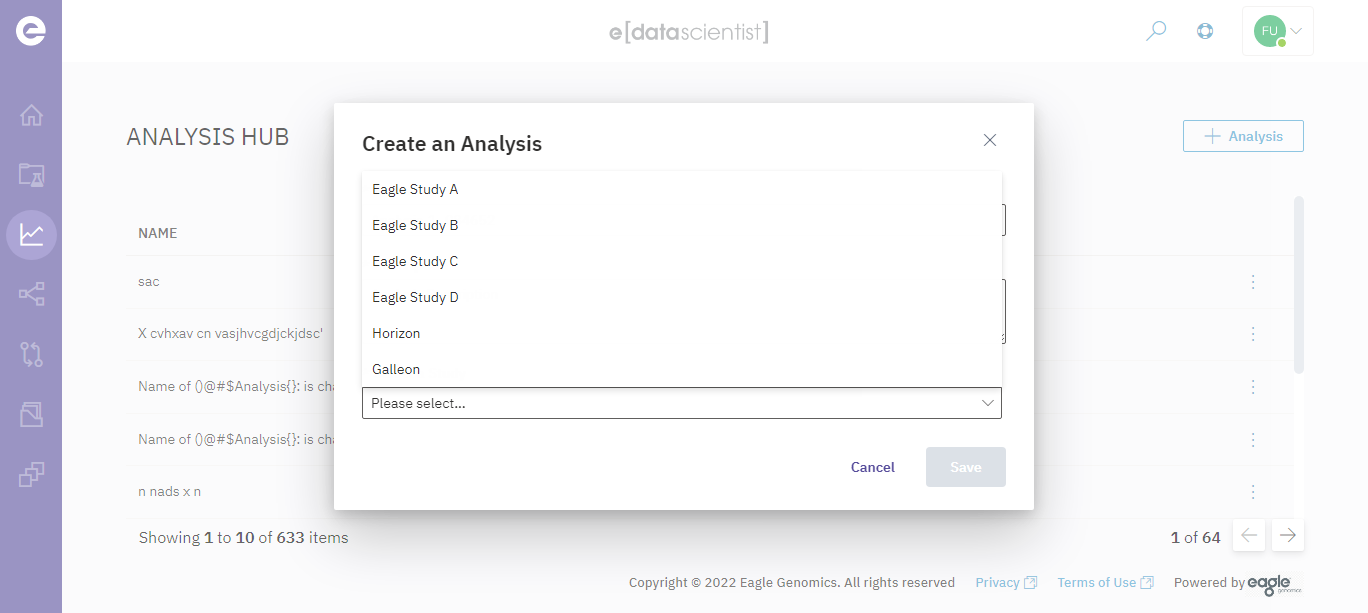 e[datascientist]
FU
ANALYSIS HUB
Analysis
Create an Analysis
Eagle Study A
Eagle Study B
Eagle Study C
Eagle Study D
Horizon
Galleon
Please select...
Cancel
Save
NAME
sac
X cvhxav cn vasjhvcgdjckjdsc'
Name of ()@#$Analysis{}: is cha
Name of ()@#$Analysis{}: is cha
n nads x n
Showing 1 to 10 of 633 items
1 of 64
Copyright © 2022 Eagle Genomics. All rights reserved
Privacy
Terms of Use
Powered by eagle genomics